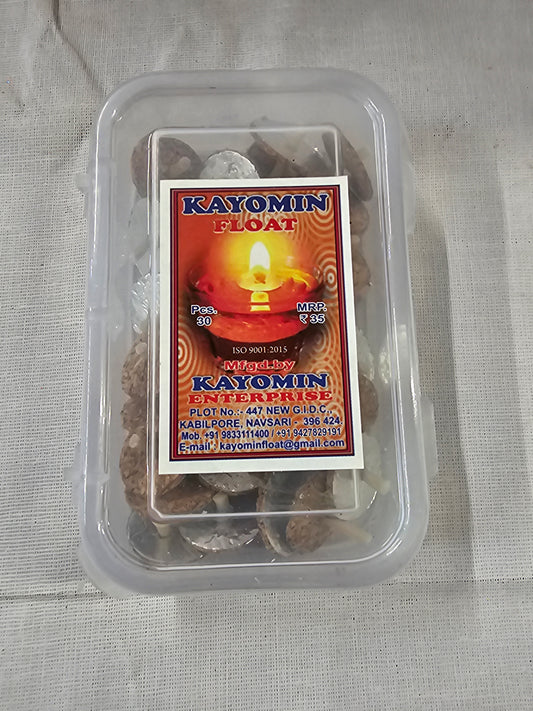 KAYOMIN
FLOAT
Pcs. MRP.
30 ₹ 35
ISO 9001:2015
Mfgd.by
KAYOMIN
ENTERPRISE
PLOT No.:- 447 NEW G.I.D.C.,
KABILPORE, NAVSARI - 396 424.
Mob. +91 9833111400 / +91 9427829191
E-mail : kayominfloat@gmail.com